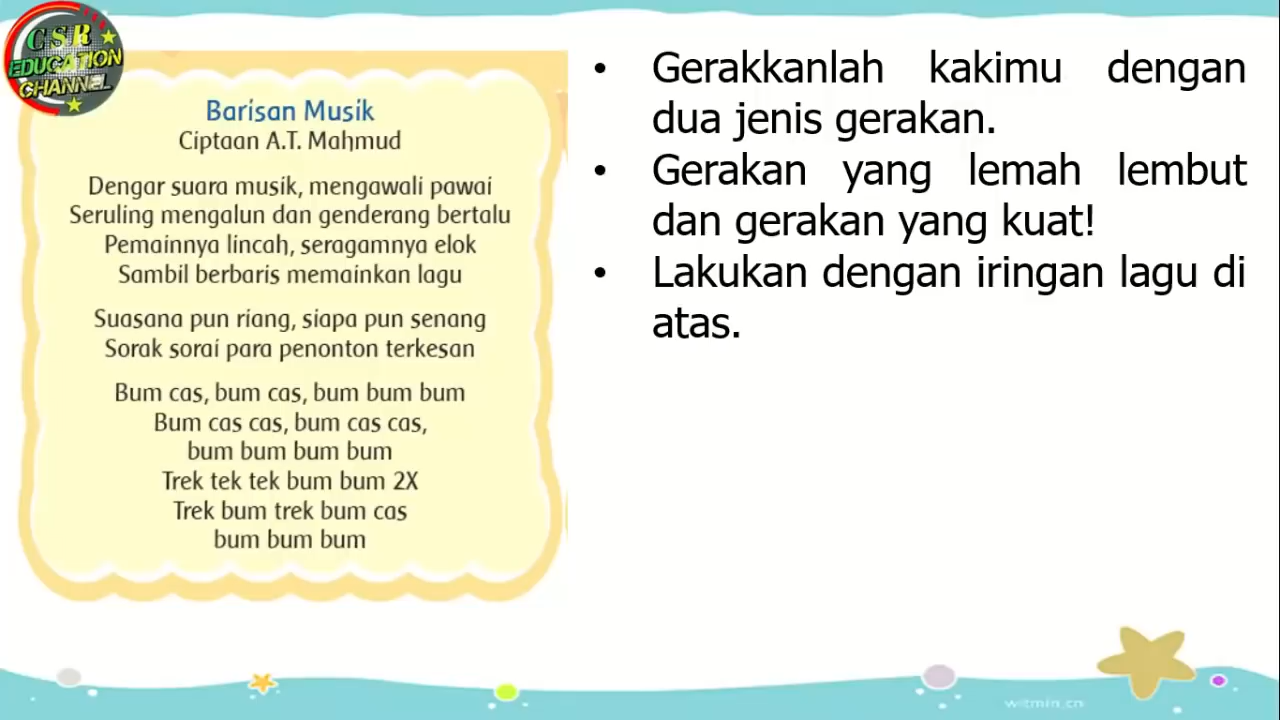 CSR
EDUCATION
CHANNEL
Barisan Musik
Ciptaan A.T. Mahmud
Dengar suara musik, mengawali pawai
Seruling mengalun dan genderang bertalu
Pemainnya lincah, seragamnya elok
Sambil berbaris memainkan lagu
Suasana pun riang, siapa pun senang
Sorak sorai para penonton terkesan
Bum cas, bum cas, bum bum bum
Bum cas cas, bum cas cas,
bum bum bum bum
Trek tek tek bum bum 2X
Trek bum trek bum cas
bum bum bum
• Gerakkanlah kakimu dengan
dua jenis gerakan.
• Gerakan yang lemah lembut
dan gerakan yang kuat!
• Lakukan dengan iringan lagu di
atas.
witmin.cn